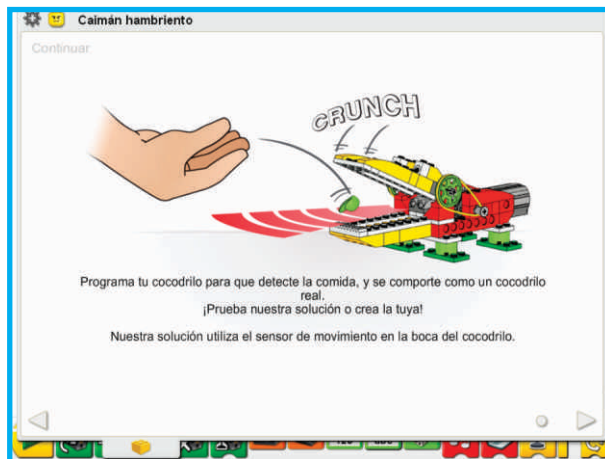 Caimán hambriento
Continuar
CRUNCH
Programa tu cocodrilo para que detecte la comida, y se comporte como un cocodrilo
real.
¡Prueba nuestra solución o crea la tuya!
Nuestra solución utiliza el sensor de movimiento en la boca del cocodrilo.